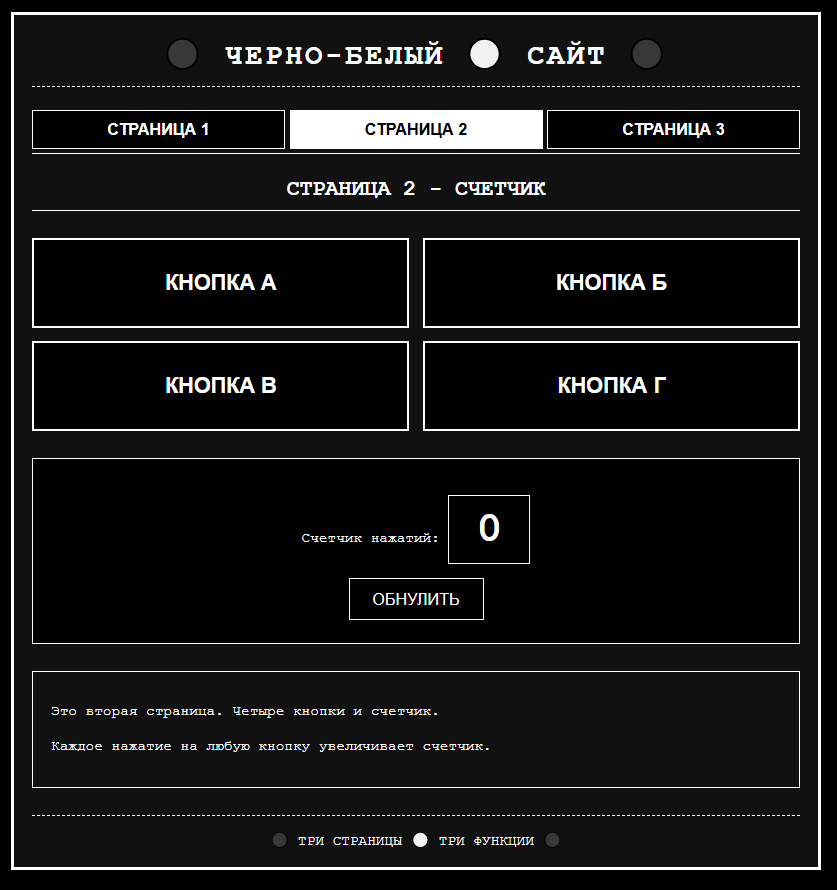 ЧЕРНО-БЕЛЫЙ САЙТ
СТРАНИЦА 1 СТРАНИЦА 2 СТРАНИЦА 3
СТРАНИЦА 2 - СЧЕТЧИК
КНОПКА А КНОПКА Б
КНОПКА В КНОПКА Г
Счетчик нажатий: 0
ОБНУЛИТЬ
Это вторая страница. Четыре кнопки и счетчик.
Каждое нажатие на любую кнопку увеличивает счетчик.
ТРИ СТРАНИЦЫ ТРИ ФУНКЦИИ